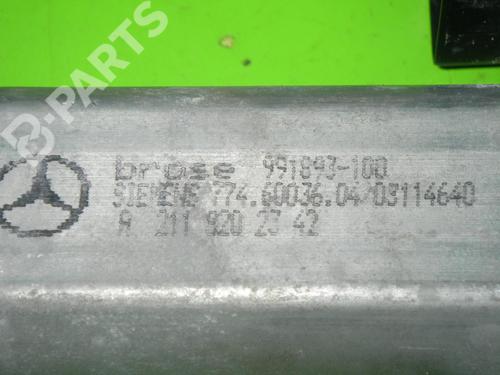 B-PARTS
brose 991893-100
SIEMENS 774.60036.04/03114640
A 211 820 23 42